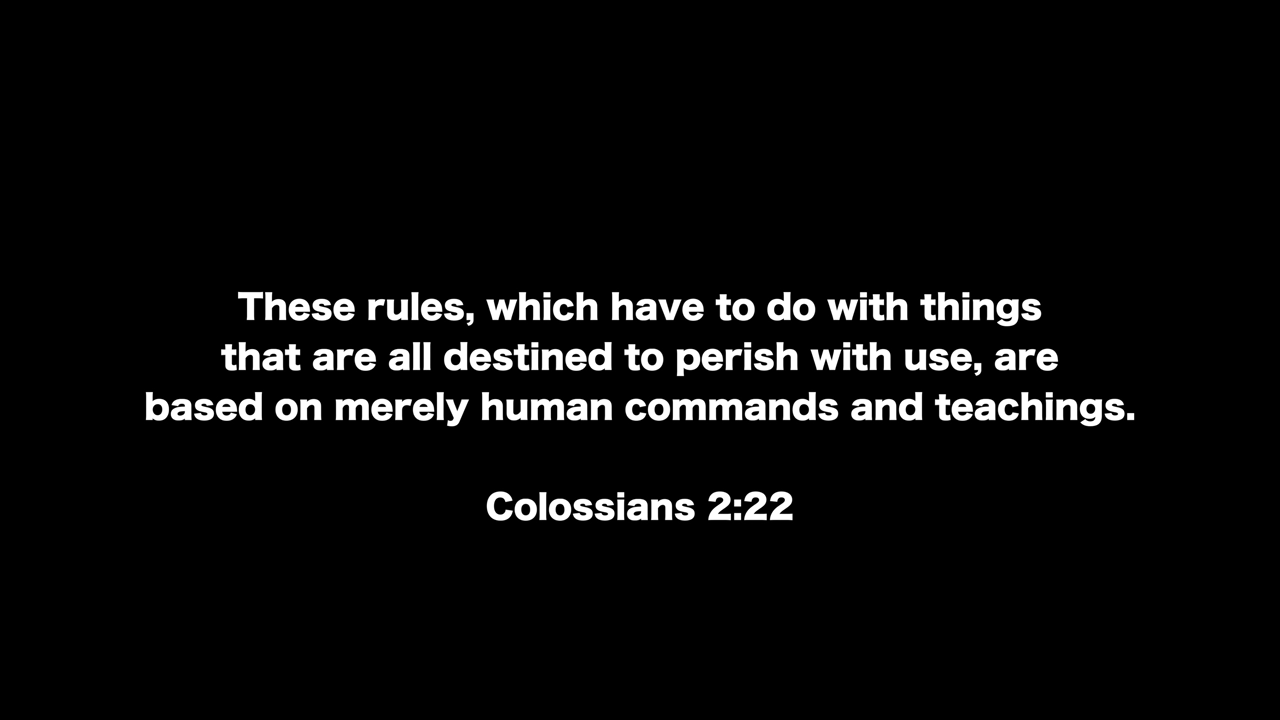 These rules, which have to do with things
that are all destined to perish with use, are
based on merely human commands and teachings.
Colossians 2:22